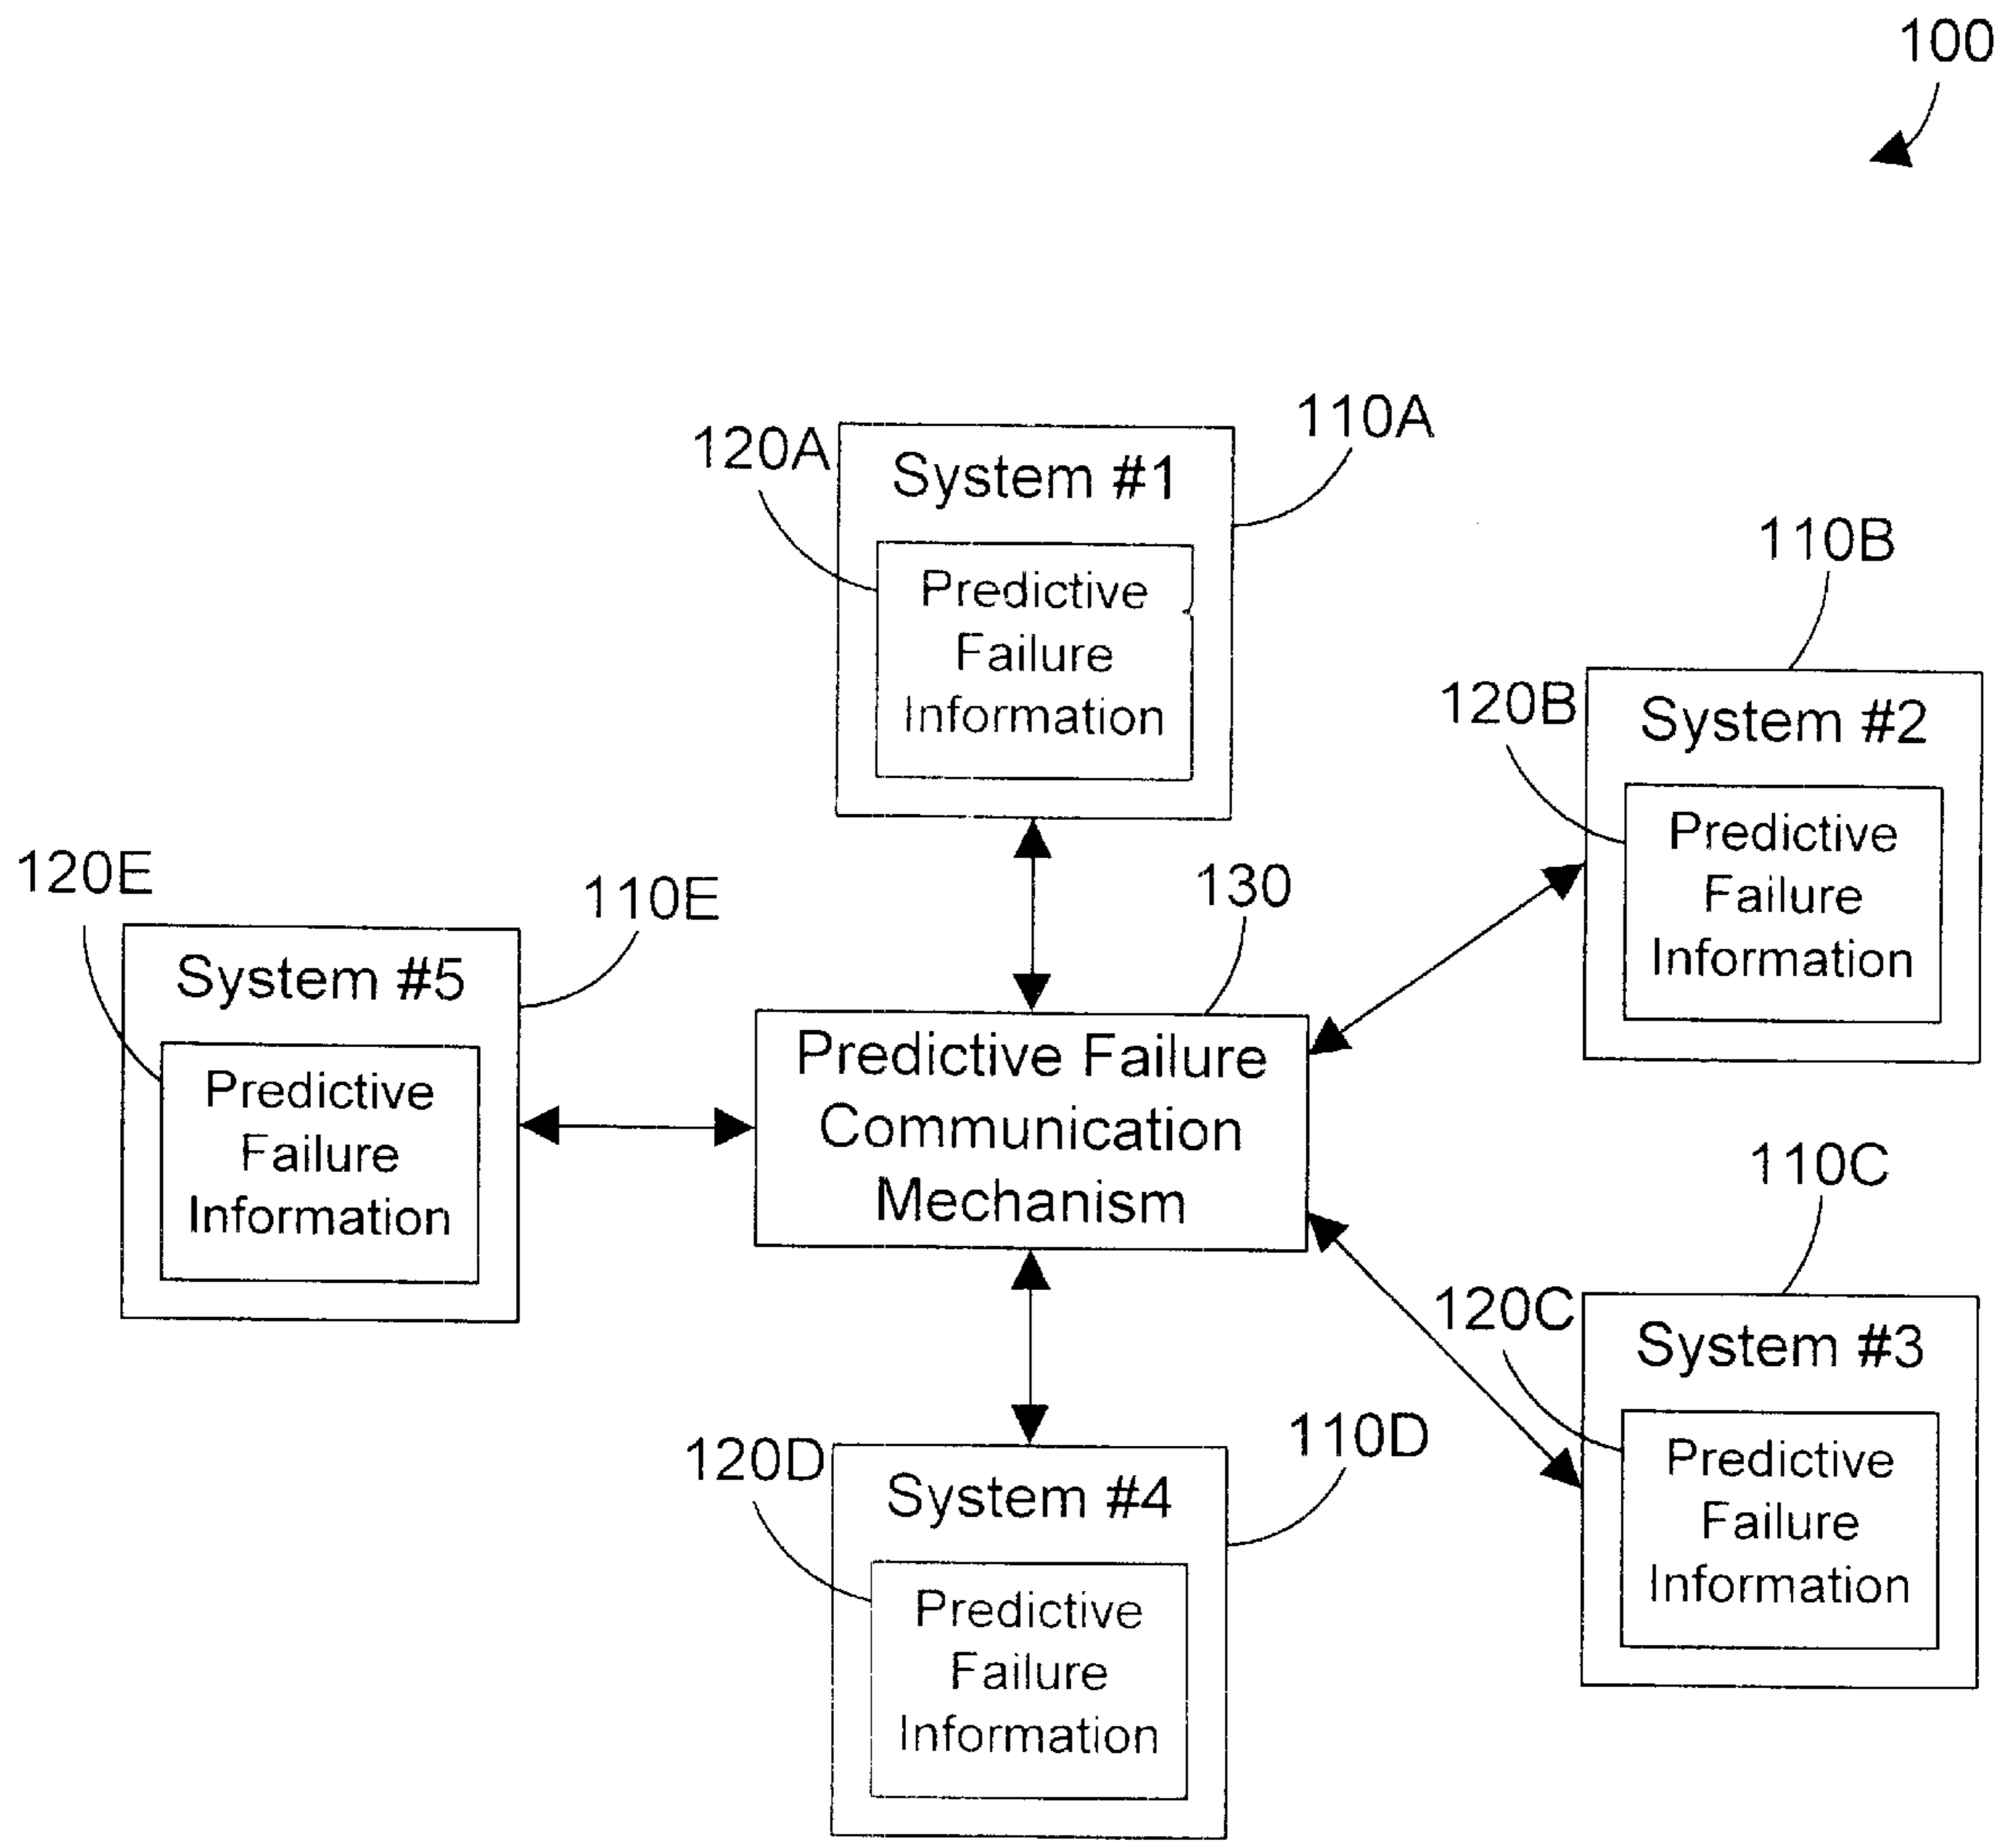 100
110A
120A
System #1
Predictive
Failure
Information
110B
120B
System #2
Predictive
Failure
Information
120E
110E
System #5
Predictive
Failure
Information
130
Predictive Failure
Communication
Mechanism
110C
120C
System #3
Predictive
Failure
Information
120D
110D
System #4
Predictive
Failure
Information